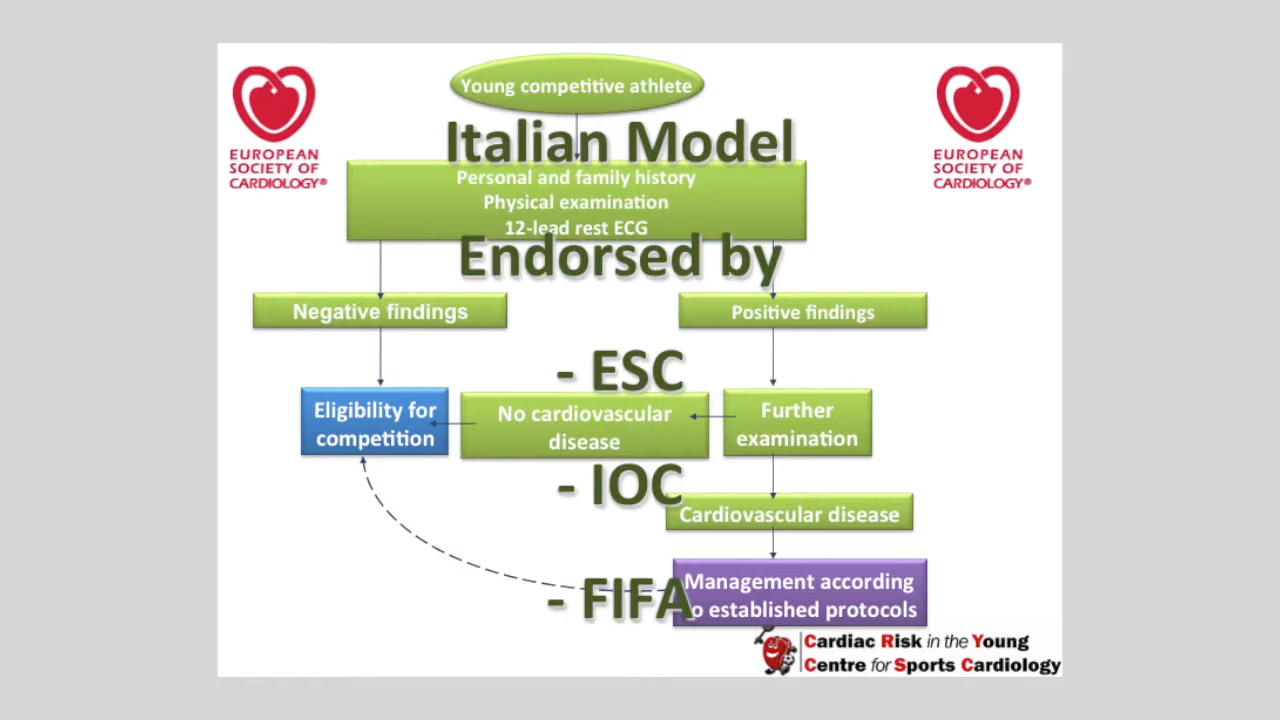 Young competitive athlete
Italian Model
EUROPEAN
SOCIETY OF
CARDIOLOGY®
EUROPEAN
SOCIETY OF
CARDIOLOGY®
Personal and family history
Physical examination
12-lead rest ECG
Endorsed by
Negative findings
Positive findings
- ESC
Eligibility for
competition
No cardiovascular
disease
Further
examination
- IOC
Cardiovascular disease
- FIFA
Management according
to established protocols
Cardiac Risk in the Young
Centre for Sports Cardiology